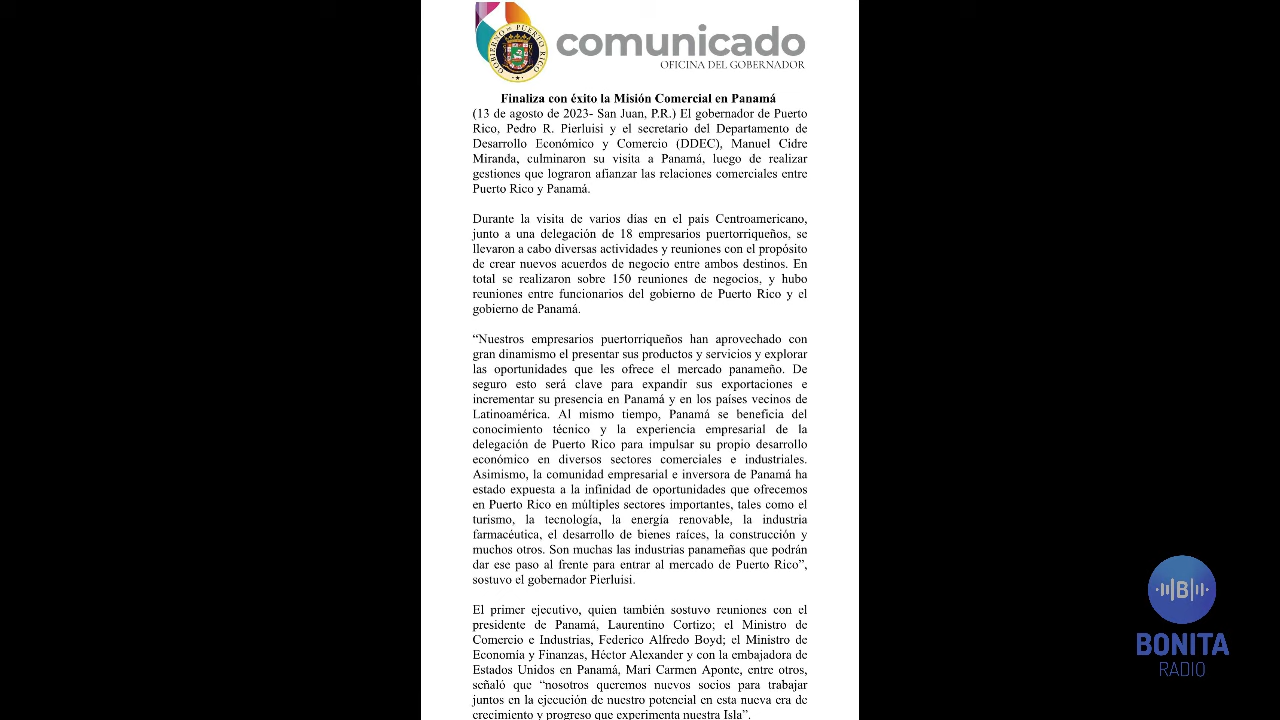 GOBIERNO DE PUERTO RICO
comunicado
OFICINA DEL GOBERNADOR
Finaliza con éxito la Misión Comercial en Panamá
(13 de agosto de 2023- San Juan, P.R.) El gobernador de Puerto
Rico, Pedro R. Pierluisi y el secretario del Departamento de
Desarrollo Económico y Comercio (DDEC), Manuel Cidre
Miranda, culminaron su visita a Panamá, luego de realizar
gestiones que lograron afianzar las relaciones comerciales entre
Puerto Rico y Panamá.
Durante la visita de varios días en el país Centroamericano,
junto a una delegación de 18 empresarios puertorriqueños, se
llevaron a cabo diversas actividades y reuniones con el propósito
de crear nuevos acuerdos de negocio entre ambos destinos. En
total se realizaron sobre 150 reuniones de negocios, y hubo
reuniones entre funcionarios del gobierno de Puerto Rico y el
gobierno de Panamá.
“Nuestros empresarios puertorriqueños han aprovechado con
gran dinamismo el presentar sus productos y servicios y explorar
las oportunidades que les ofrece el mercado panameño. De
seguro esto será clave para expandir sus exportaciones e
incrementar su presencia en Panamá y en los países vecinos de
Latinoamérica. Al mismo tiempo, Panamá se beneficia del
conocimiento técnico y la experiencia empresarial de la
delegación de Puerto Rico para impulsar su propio desarrollo
económico en diversos sectores comerciales e industriales.
Asimismo, la comunidad empresarial e inversora de Panamá ha
estado expuesta a la infinidad de oportunidades que ofrecemos
en Puerto Rico en múltiples sectores importantes, tales como el
turismo, la tecnología, la energía renovable, la industria
farmacéutica, el desarrollo de bienes raíces, la construcción y
muchos otros. Son muchas las industrias panameñas que podrán
dar ese paso al frente para entrar al mercado de Puerto Rico”,
sostuvo el gobernador Pierluisi.
El primer ejecutivo, quien también sostuvo reuniones con el
presidente de Panamá, Laurentino Cortizo; el Ministro de
Comercio e Industrias, Federico Alfredo Boyd; el Ministro de
Economía y Finanzas, Héctor Alexander y con la embajadora de
Estados Unidos en Panamá, Mari Carmen Aponte, entre otros,
señaló que “nosotros queremos nuevos socios para trabajar
juntos en la ejecución de nuestro potencial en esta nueva era de
crecimiento y progreso que experimenta nuestra Isla”.
B
BONITA
RADIO